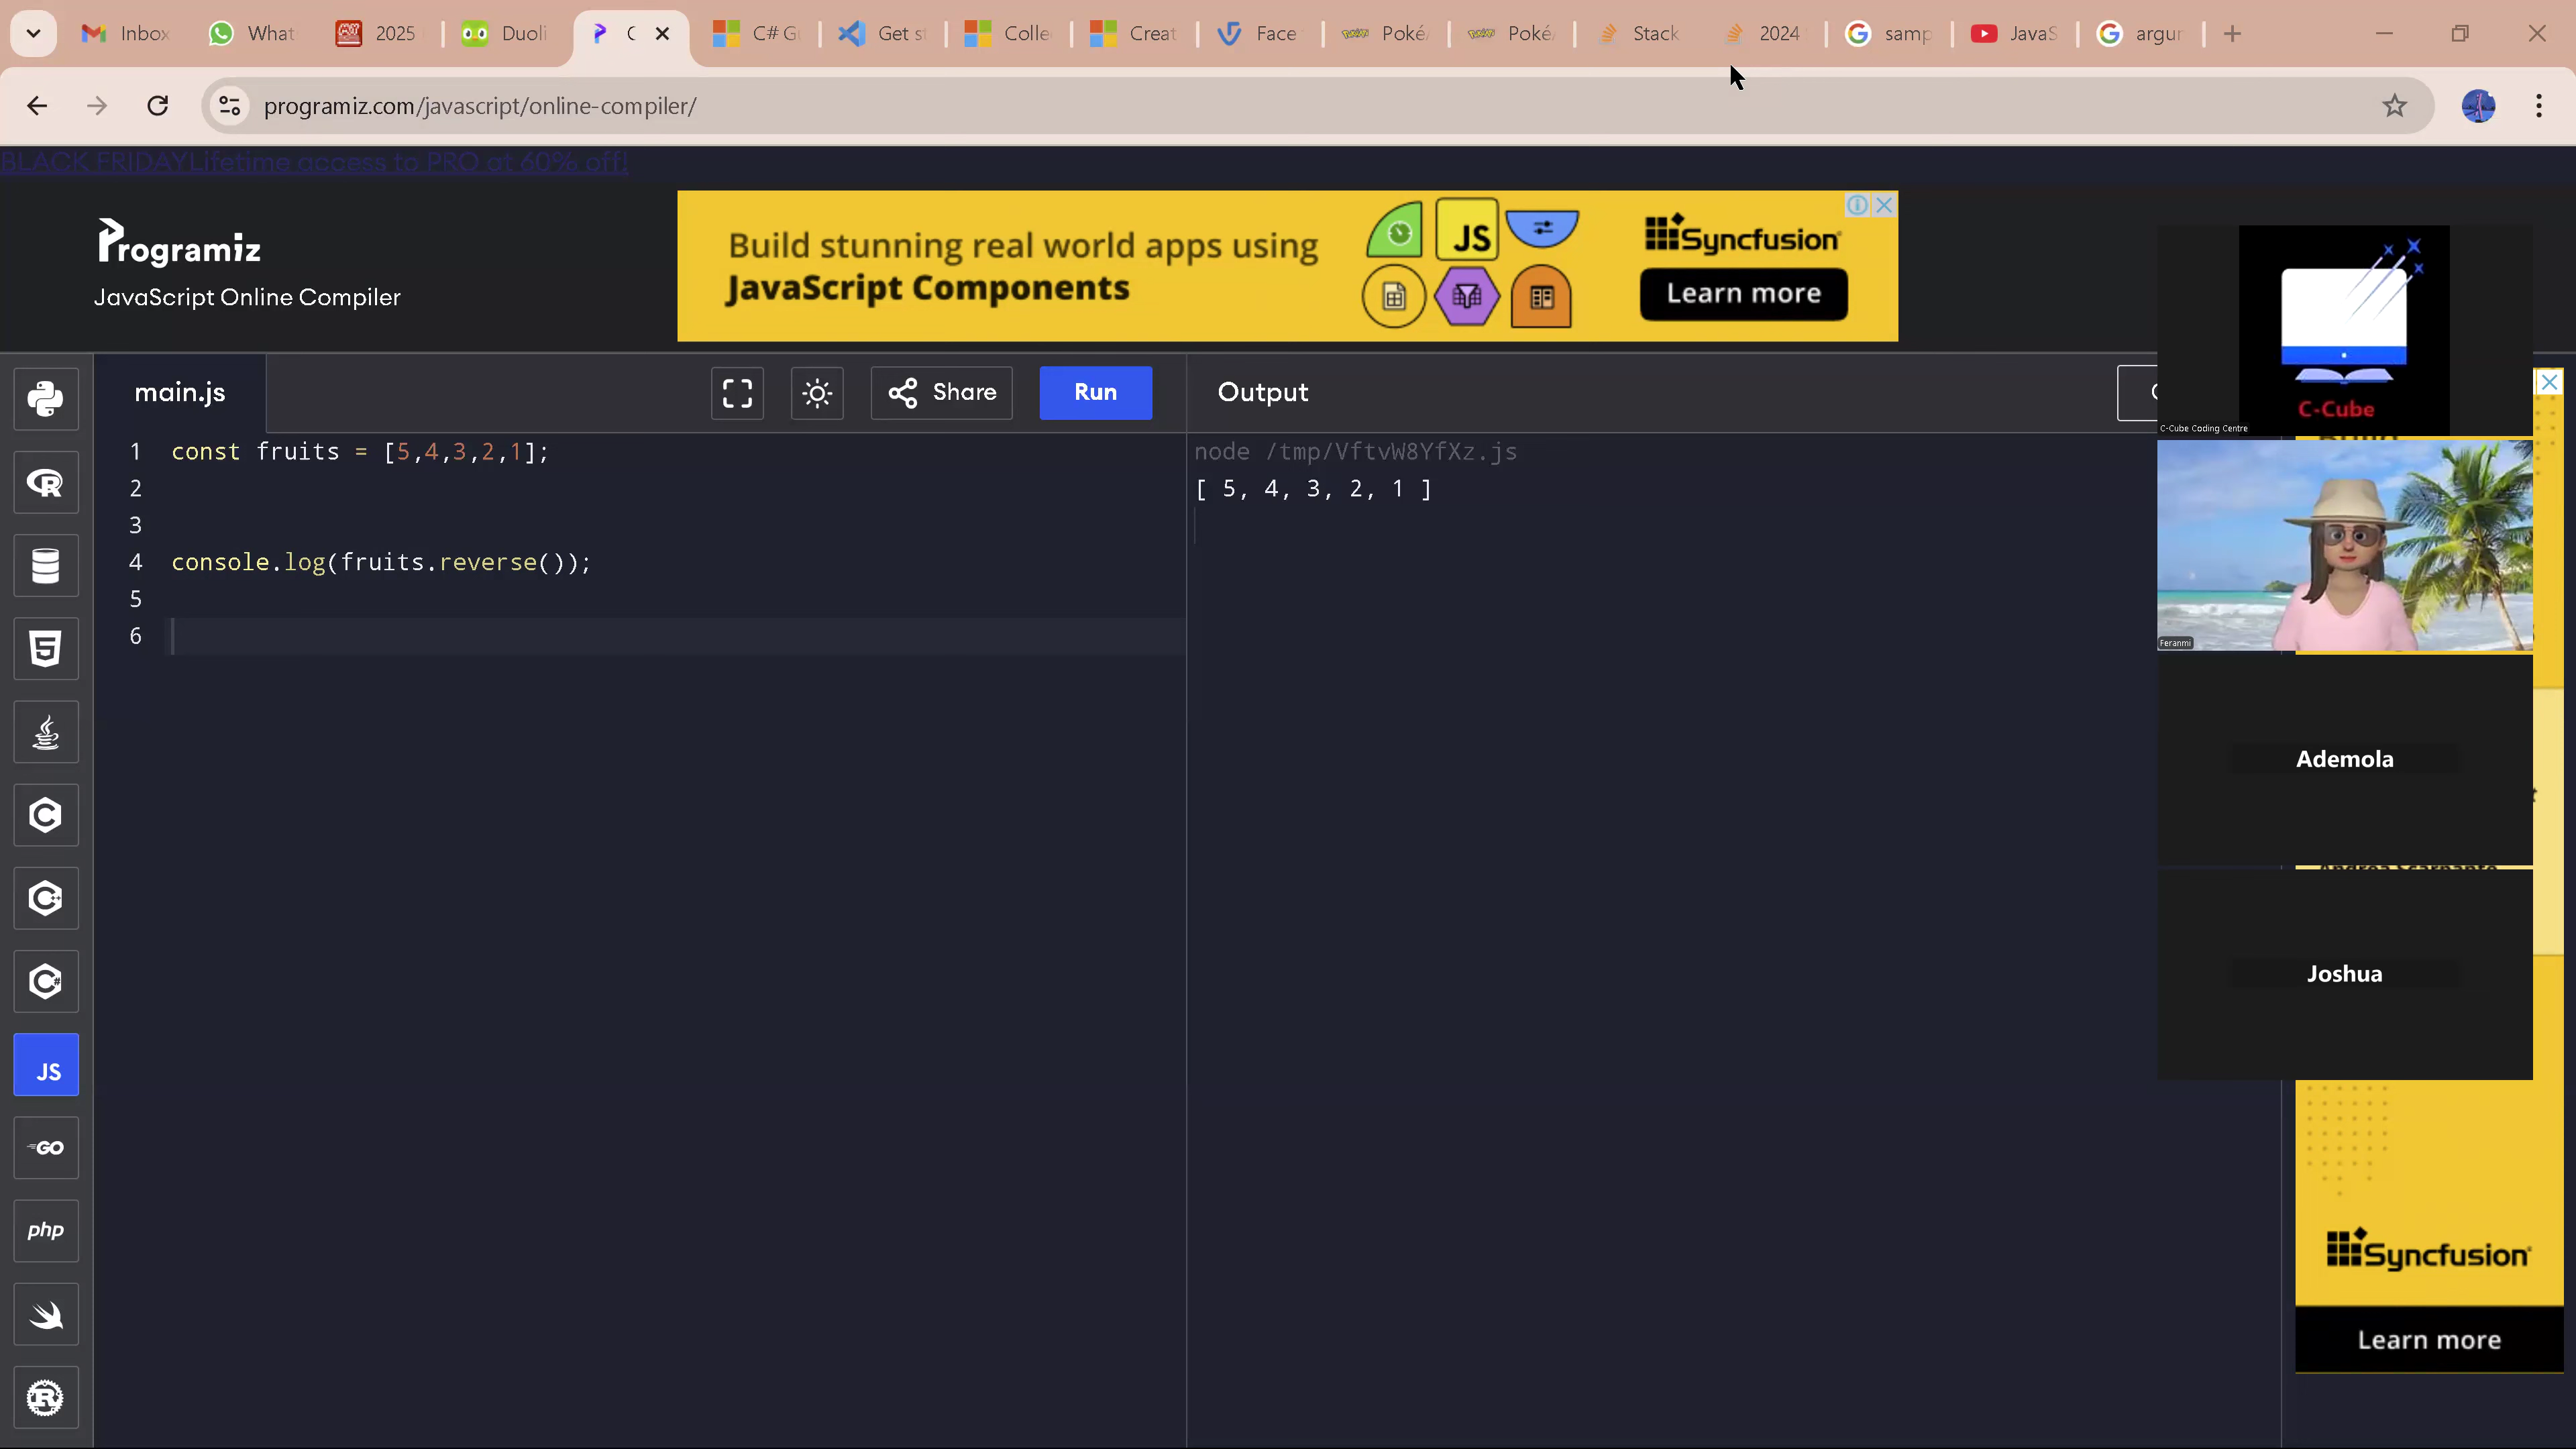 Inbox
What
2025
Duoli
C
C# G
Get s
Colle
Creat
Face
Poké
Poké
Stack
2024
samp
JavaS
argur
programiz.com/javascript/online-compiler/
BLACK FRIDAYLifetime access to PRO at 60% off!
Programiz
JavaScript Online Compiler
Build stunning real world apps using
JavaScript Components
JS
Syncfusion
Learn more
C-Cube
C-Cube Coding Centre
main.js
Share
Run
Output
1 const fruits = [5,4,3,2,1];
2
3
4 console.log(fruits.reverse());
5
6
node /tmp/VftvW8YfXz.js
[ 5, 4, 3, 2, 1 ]
Feranmi
Ademola
Joshua
JS
GO
php
Syncfusion
Learn more